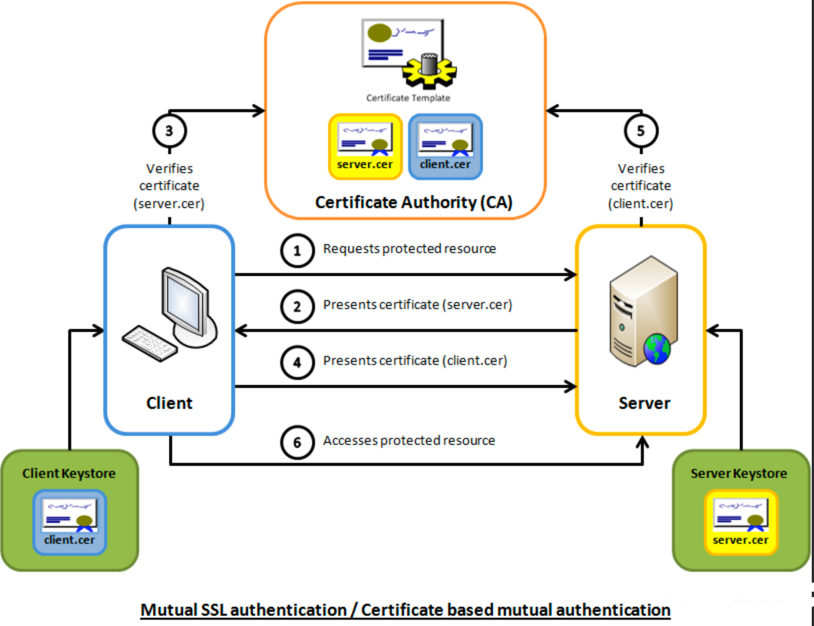 Certificate Template
server.cer
client.cer
Certificate Authority (CA)
3
Verifies
certificate
(server.cer)
5
Verifies
certificate
(client.cer)
1
Requests protected resource
2
Presents certificate (server.cer)
4
Presents certificate (client.cer)
Client
Server
6
Accesses protected resource
Client Keystore
client.cer
Server Keystore
server.cer
Mutual SSL authentication / Certificate based mutual authentication